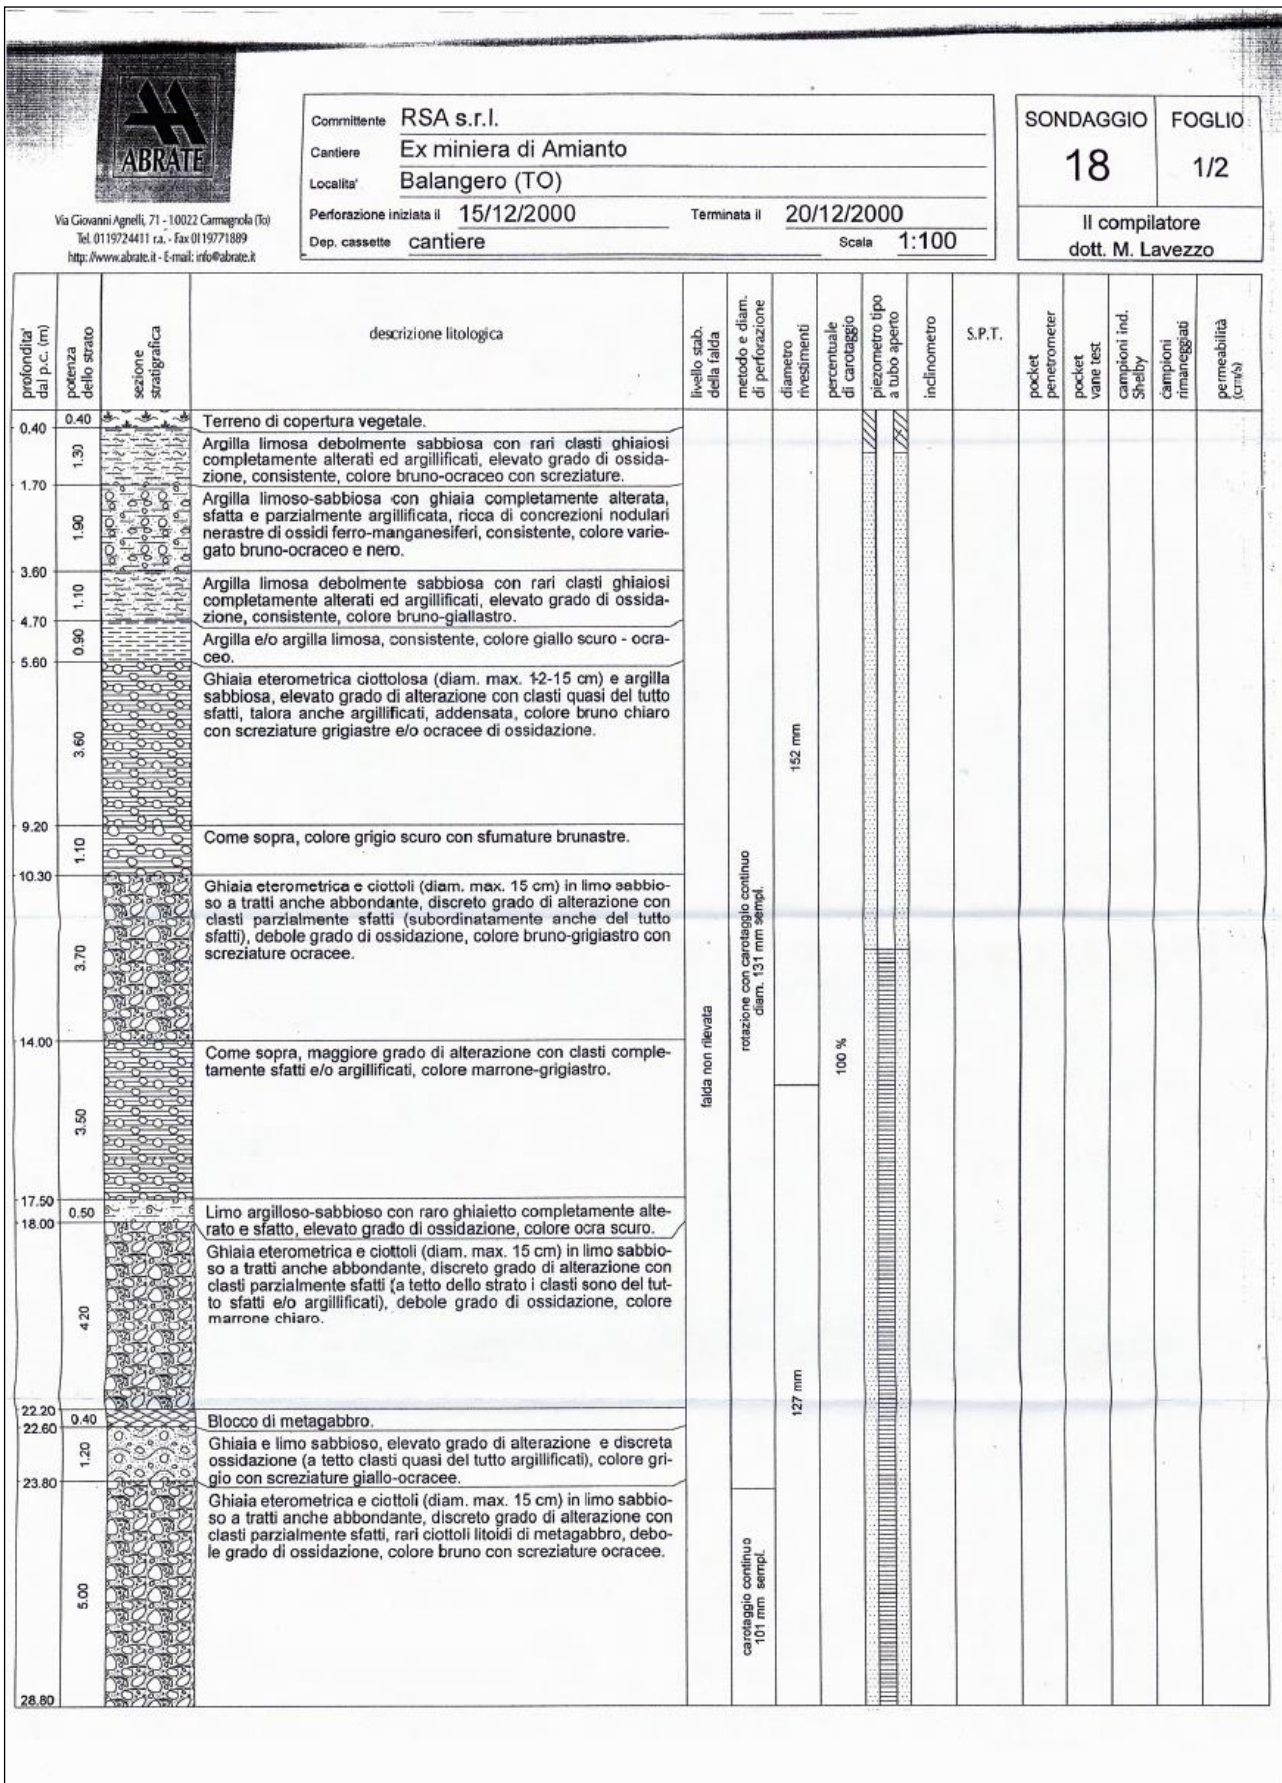 ABRATE
Via Giovanni Agnelli, 71 - 10022 Carmagnola (To)
Tel. 0119724411 r.a. - Fax 0119771889
http://www.abrate.it - E-mail: info@abrate.it
Committente RSA s.r.l.
Cantiere Ex miniera di Amianto
Localita' Balangero (TO)
Perforazione iniziata il 15/12/2000 Terminata il 20/12/2000
Dep. cassette cantiere Scala 1:100
SONDAGGIO FOGLIO
18 1/2
Il compilatore
dott. M. Lavezzo
profondita'
dal p.c. (m)
potenza
dello strato
sezione
stratigrafica
descrizione litologica
livello stab.
della falda
metodo e diam.
di perforazione
diametro
rivestimenti
percentuale
di carotaggio
piezometro tipo
a tubo aperto
inclinometro
S.P.T.
pocket
penetrometer
pocket
vane test
campioni ind.
Shelby
campioni
rimaneggiati
permeabilità
(cm/s)
0.40 Terreno di copertura vegetale.
0.40
1.30
Argilla limosa debolmente sabbiosa con rari clasti ghiaiosi
completamente alterati ed argillificati, elevato grado di ossida-
zione, consistente, colore bruno-ocraceo con screziature.
1.70
1.90
Argilla limoso-sabbiosa con ghiaia completamente alterata,
sfatta e parzialmente argillificata, ricca di concrezioni nodulari
nerastre di ossidi ferro-manganesiferi, consistente, colore varie-
gato bruno-ocraceo e nero.
3.60
1.10
Argilla limosa debolmente sabbiosa con rari clasti ghiaiosi
completamente alterati ed argillificati, elevato grado di ossida-
zione, consistente, colore bruno-giallastro.
4.70
0.90
Argilla e/o argilla limosa, consistente, colore giallo scuro - ocra-
ceo.
5.60
3.60
Ghiaia eterometrica ciottolosa (diam. max. 12-15 cm) e argilla
sabbiosa, elevato grado di alterazione con clasti quasi del tutto
sfatti, talora anche argillificati, addensata, colore bruno chiaro
con screziature grigiastre e/o ocracee di ossidazione.
9.20
1.10
Come sopra, colore grigio scuro con sfumature brunastre.
10.30
3.70
Ghiaia eterometrica e ciottoli (diam. max. 15 cm) in limo sabbio-
so a tratti anche abbondante, discreto grado di alterazione con
clasti parzialmente sfatti (subordinatamente anche del tutto
sfatti), debole grado di ossidazione, colore bruno-grigiastro con
screziature ocracee.
14.00
3.50
Come sopra, maggiore grado di alterazione con clasti comple-
tamente sfatti e/o argillificati, colore marrone-grigiastro.
17.50
0.50
Limo argilloso-sabbioso con raro ghiaietto completamente alte-
rato e sfatto, elevato grado di ossidazione, colore ocra scuro.
18.00
4.20
Ghiaia eterometrica e ciottoli (diam. max. 15 cm) in limo sabbio-
so a tratti anche abbondante, discreto grado di alterazione con
clasti parzialmente sfatti (a tetto dello strato i clasti sono del tut-
to sfatti e/o argillificati), debole grado di ossidazione, colore
marrone chiaro.
22.20
0.40 Blocco di metagabbro.
22.60
1.20
Ghiaia e limo sabbioso, elevato grado di alterazione e discreta
ossidazione (a tetto clasti quasi del tutto argillificati), colore gri-
gio con screziature giallo-ocracee.
23.80
5.00
Ghiaia eterometrica e ciottoli (diam. max. 15 cm) in limo sabbio-
so a tratti anche abbondante, discreto grado di alterazione con
clasti parzialmente sfatti, rari ciottoli litoidi di metagabbro, debo-
le grado di ossidazione, colore bruno con screziature ocracee.
28.80
falda non rilevata
rotazione con carotaggio continuo
diam. 131 mm sempl.
carotaggio continuo
101 mm sempl.
152 mm
127 mm
100 %